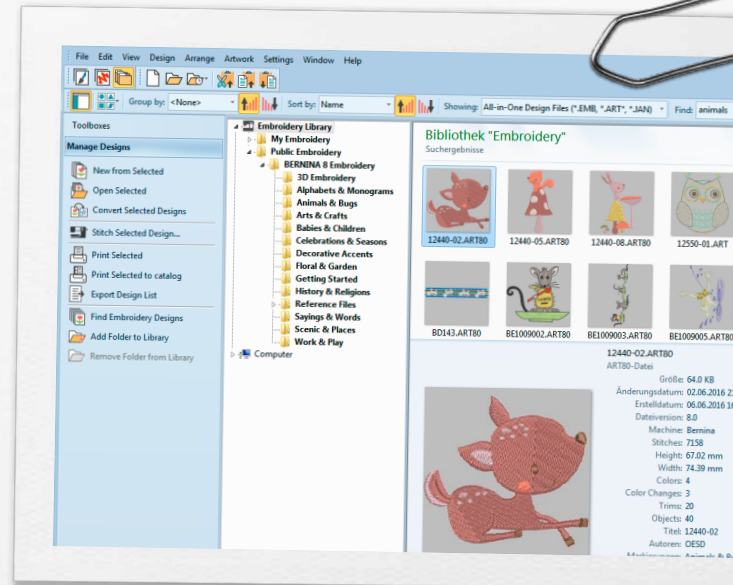 File Edit View Design Arrange Artwork Settings Window Help
Group by: <None> Sort by: Name Showing: All-in-One Design Files (*.EMB, *.ART*, *.JAN) Find: animals
Toolboxes
Manage Designs
New from Selected
Open Selected
Convert Selected Designs
Stitch Selected Design...
Print Selected
Print Selected to catalog
Export Design List
Find Embroidery Designs
Add Folder to Library
Remove Folder from Library
Embroidery Library
My Embroidery
Public Embroidery
BERNINA 8 Embroidery
3D Embroidery
Alphabets & Monograms
Animals & Bugs
Arts & Crafts
Babies & Children
Celebrations & Seasons
Decorative Accents
Floral & Garden
Getting Started
History & Religions
Reference Files
Sayings & Words
Scenic & Places
Work & Play
Computer
Bibliothek "Embroidery"
Suchergebnisse
12440-02.ART80 12440-05.ART80 12440-08.ART80 12550-01.ART
BD143.ART80 BE1009002.ART80 BE1009003.ART80 BE1009005.ART80
12440-02.ART80
ART80-Datei
Größe: 64.0 KB
Änderungsdatum: 02.06.2016
Erstelldatum: 06.06.2016
Dateiversion: 8.0
Machine: Bernina
Stitches: 7158
Height: 67.02 mm
Width: 74.39 mm
Colors: 4
Color Changes: 3
Trims: 20
Objects: 40
Titel: 12440-02
Autoren: OESD